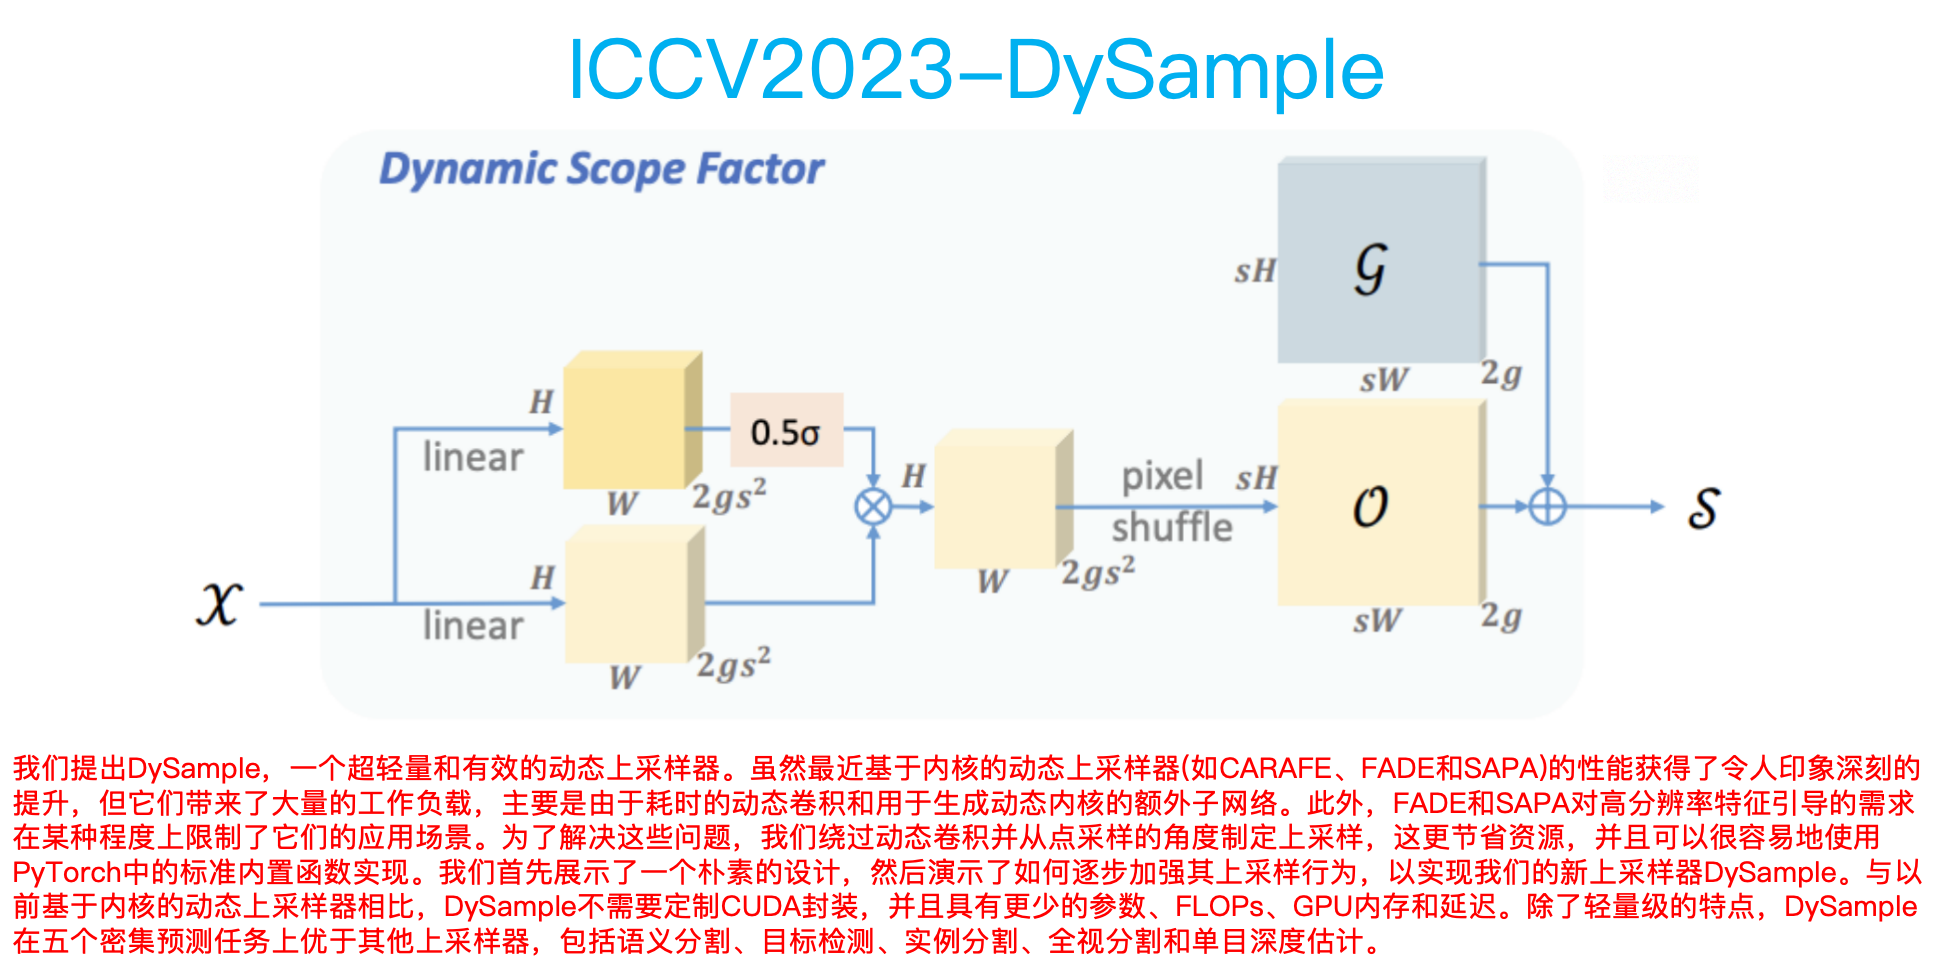 ICCV2023-DySample
Dynamic Scope Factor
𝒢
sH
sW
2g
H
linear
W
2gs²
0.5σ
H
W
2gs²
pixel
shuffle
sH
𝒪
sW
2g
𝒮
𝒳
H
linear
W
2gs²
我们提出DySample，一个超轻量和有效的动态上采样器。虽然最近基于内核的动态上采样器(如CARAFE、FADE和SAPA)的性能获得了令人印象深刻的
提升，但它们带来了大量的工作负载，主要是由于耗时的动态卷积和用于生成动态内核的额外子网络。此外，FADE和SAPA对高分辨率特征引导的需求
在某种程度上限制了它们的应用场景。为了解决这些问题，我们绕过动态卷积并从点采样的角度制定上采样，这更节省资源，并且可以很容易地使用
PyTorch中的标准内置函数实现。我们首先展示了一个朴素的设计，然后演示了如何逐步加强其上采样行为，以实现我们的新上采样器DySample。与以
前基于内核的动态上采样器相比，DySample不需要定制CUDA封装，并且具有更少的参数、FLOPs、GPU内存和延迟。除了轻量级的特点，DySample
在五个密集预测任务上优于其他上采样器，包括语义分割、目标检测、实例分割、全视分割和单目深度估计。